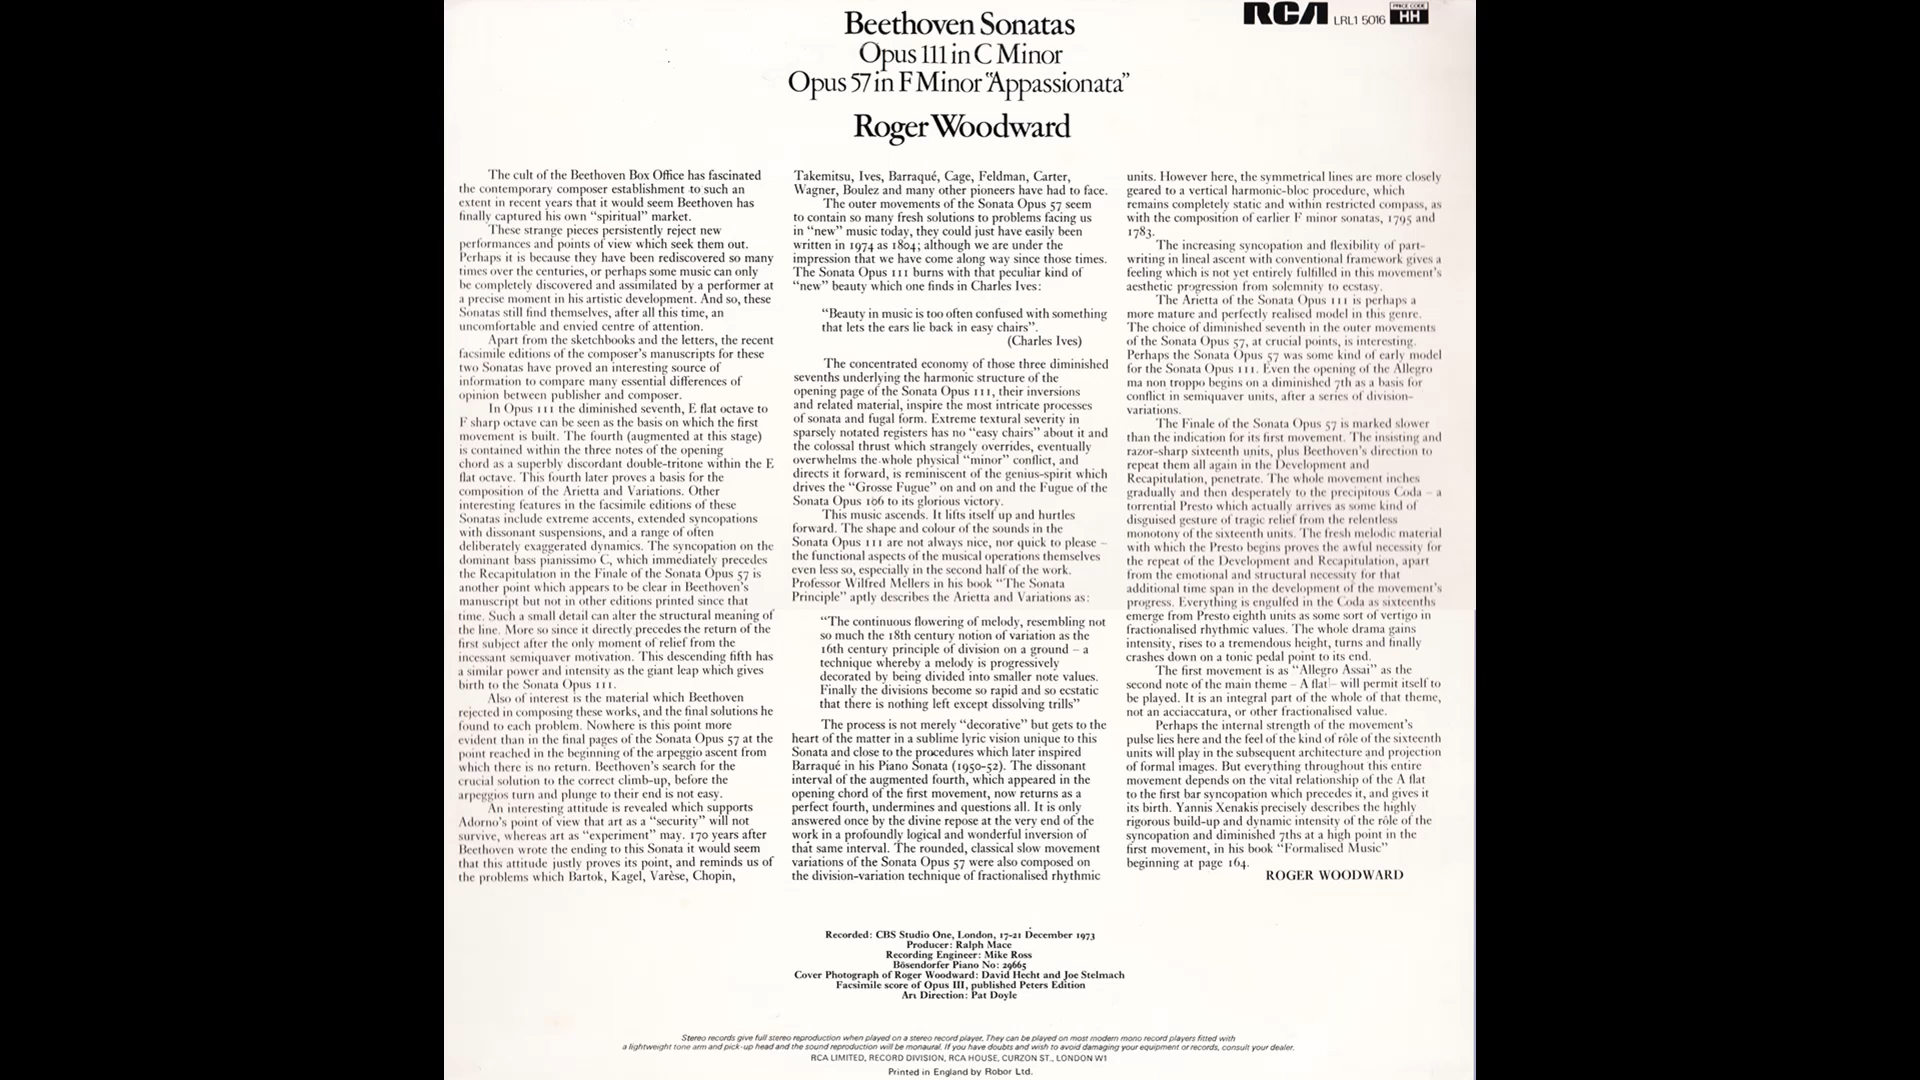 Beethoven Sonatas
Opus 111 in C Minor
Opus 57 in F Minor "Appassionata"
Roger Woodward
RCA LRL1 5016 PRICE CODE HH
The cult of the Beethoven Box Office has fascinated
the contemporary composer establishment to such an
extent in recent years that it would seem Beethoven has
finally captured his own "spiritual" market.
These strange pieces persistently reject new
performances and points of view which seek them out.
Perhaps it is because they have been rediscovered so many
times over the centuries, or perhaps some music can only
be completely discovered and assimilated by a performer at
a precise moment in his artistic development. And so, these
Sonatas still find themselves, after all this time, an
uncomfortable and envied centre of attention.
Apart from the sketchbooks and the letters, the recent
facsimile editions of the composer's manuscripts for these
two Sonatas have proved an interesting source of
information to compare many essential differences of
opinion between publisher and composer.
In Opus 111 the diminished seventh, E flat octave to
F sharp octave can be seen as the basis on which the first
movement is built. The fourth (augmented at this stage)
is contained within the three notes of the opening
chord as a superbly discordant double-tritone within the E
flat octave. This fourth later proves a basis for the
composition of the Arietta and Variations. Other
interesting features in the facsimile editions of these
Sonatas include extreme accents, extended syncopations
with dissonant suspensions, and a range of often
deliberately exaggerated dynamics. The syncopation on the
dominant bass pianissimo C, which immediately precedes
the Recapitulation in the Finale of the Sonata Opus 57 is
another point which appears to be clear in Beethoven's
manuscript but not in other editions printed since that
time. Such a small detail can alter the structural meaning of
the line. More so since it directly precedes the return of the
first subject after the only moment of relief from the
incessant semiquaver motivation. This descending fifth has
a similar power and intensity as the giant leap which gives
birth to the Sonata Opus 111.
Also of interest is the material which Beethoven
rejected in composing these works, and the final solutions he
found to each problem. Nowhere is this point more
evident than in the final pages of the Sonata Opus 57 at the
point reached in the beginning of the arpeggio ascent from
which there is no return. Beethoven's search for the
crucial solution to the correct climb-up, before the
arpeggios turn and plunge to their end is not easy.
An interesting attitude is revealed which supports
Adorno's point of view that art as a "security" will not
survive, whereas art as "experiment" may. 170 years after
Beethoven wrote the ending to this Sonata it would seem
that this attitude justly proves its point, and reminds us of
the problems which Bartok, Kagel, Varèse, Chopin,
Takemitsu, Ives, Barraqué, Cage, Feldman, Carter,
Wagner, Boulez and many other pioneers have had to face.
The outer movements of the Sonata Opus 57 seem
to contain so many fresh solutions to problems facing us
in "new" music today, they could just have easily been
written in 1974 as 1804; although we are under the
impression that we have come along way since those times.
The Sonata Opus 111 burns with that peculiar kind of
"new" beauty which one finds in Charles Ives:
"Beauty in music is too often confused with something
that lets the ears lie back in easy chairs".
(Charles Ives)
The concentrated economy of those three diminished
sevenths underlying the harmonic structure of the
opening page of the Sonata Opus 111, their inversions
and related material, inspire the most intricate processes
of sonata and fugal form. Extreme textural severity in
sparsely notated registers has no "easy chairs" about it and
the colossal thrust which strangely overrides, eventually
overwhelms the whole physical "minor" conflict, and
directs it forward, is reminiscent of the genius-spirit which
drives the "Grosse Fugue" on and on and the Fugue of the
Sonata Opus 106 to its glorious victory.
This music ascends. It lifts itself up and hurtles
forward. The shape and colour of the sounds in the
Sonata Opus 111 are not always nice, nor quick to please –
the functional aspects of the musical operations themselves
even less so, especially in the second half of the work.
Professor Wilfred Mellers in his book "The Sonata
Principle" aptly describes the Arietta and Variations as:
"The continuous flowering of melody, resembling not
so much the 18th century notion of variation as the
16th century principle of division on a ground – a
technique whereby a melody is progressively
decorated by being divided into smaller note values.
Finally the divisions become so rapid and so ecstatic
that there is nothing left except dissolving trills"
The process is not merely "decorative" but gets to the
heart of the matter in a sublime lyric vision unique to this
Sonata and close to the procedures which later inspired
Barraqué in his Piano Sonata (1950-52). The dissonant
interval of the augmented fourth, which appeared in the
opening chord of the first movement, now returns as a
perfect fourth, undermines and questions all. It is only
answered once by the divine repose at the very end of the
work in a profoundly logical and wonderful inversion of
that same interval. The rounded, classical slow movement
variations of the Sonata Opus 57 were also composed on
the division-variation technique of fractionalised rhythmic
units. However here, the symmetrical lines are more closely
geared to a vertical harmonic-bloc procedure, which
remains completely static and within restricted compass, as
with the composition of earlier F minor sonatas, 1795 and
1783.
The increasing syncopation and flexibility of part-
writing in lineal ascent with conventional framework gives a
feeling which is not yet entirely fulfilled in this movement's
aesthetic progression from solemnity to ecstasy.
The Arietta of the Sonata Opus 111 is perhaps a
more mature and perfectly realised model in this genre.
The choice of diminished seventh in the outer movements
of the Sonata Opus 57, at crucial points, is interesting.
Perhaps the Sonata Opus 57 was some kind of early model
for the Sonata Opus 111. Even the opening of the Allegro
ma non troppo begins on a diminished 7th as a basis for
conflict in semiquaver units, after a series of division-
variations.
The Finale of the Sonata Opus 57 is marked slower
than the indication for its first movement. The insisting and
razor-sharp sixteenth units, plus Beethoven's direction to
repeat them all again in the Development and
Recapitulation, penetrate. The whole movement inches
gradually and then desperately to the precipitous Coda – a
torrential Presto which actually arrives as some kind of
disguised gesture of tragic relief from the relentless
monotony of the sixteenth units. The fresh melodic material
with which the Presto begins proves the awful necessity for
the repeat of the Development and Recapitulation, apart
from the emotional and structural necessity for that
additional time span in the development of the movement's
progress. Everything is engulfed in the Coda as sixteenths
emerge from Presto eighth units as some sort of vertigo in
fractionalised rhythmic values. The whole drama gains
intensity, rises to a tremendous height, turns and finally
crashes down on a tonic pedal point to its end.
The first movement is as "Allegro Assai" as the
second note of the main theme – A flat – will permit itself to
be played. It is an integral part of the whole of that theme,
not an acciaccatura, or other fractionalised value.
Perhaps the internal strength of the movement's
pulse lies here and the feel of the kind of rôle of the sixteenth
units will play in the subsequent architecture and projection
of formal images. But everything throughout this entire
movement depends on the vital relationship of the A flat
to the first bar syncopation which precedes it, and gives it
its birth. Yannis Xenakis precisely describes the highly
rigorous build-up and dynamic intensity of the rôle of the
syncopation and diminished 7ths at a high point in the
first movement, in his book "Formalised Music"
beginning at page 164.
ROGER WOODWARD
Recorded: CBS Studio One, London, 17-21 December 1973
Producer: Ralph Mace
Recording Engineer: Mike Ross
Bösendorfer Piano No: 29665
Cover Photograph of Roger Woodward: David Hecht and Joe Stelmach
Facsimile score of Opus III, published Peters Edition
Art Direction: Pat Doyle
Stereo records give full stereo reproduction when played on a stereo record player. They can be played on most modern mono record players fitted with
a lightweight tone arm and pick-up head and the sound reproduction will be monaural. If you have doubts and wish to avoid damaging your equipment or records, consult your dealer.
RCA LIMITED, RECORD DIVISION, RCA HOUSE, CURZON ST., LONDON W1
Printed in England by Robor Ltd.